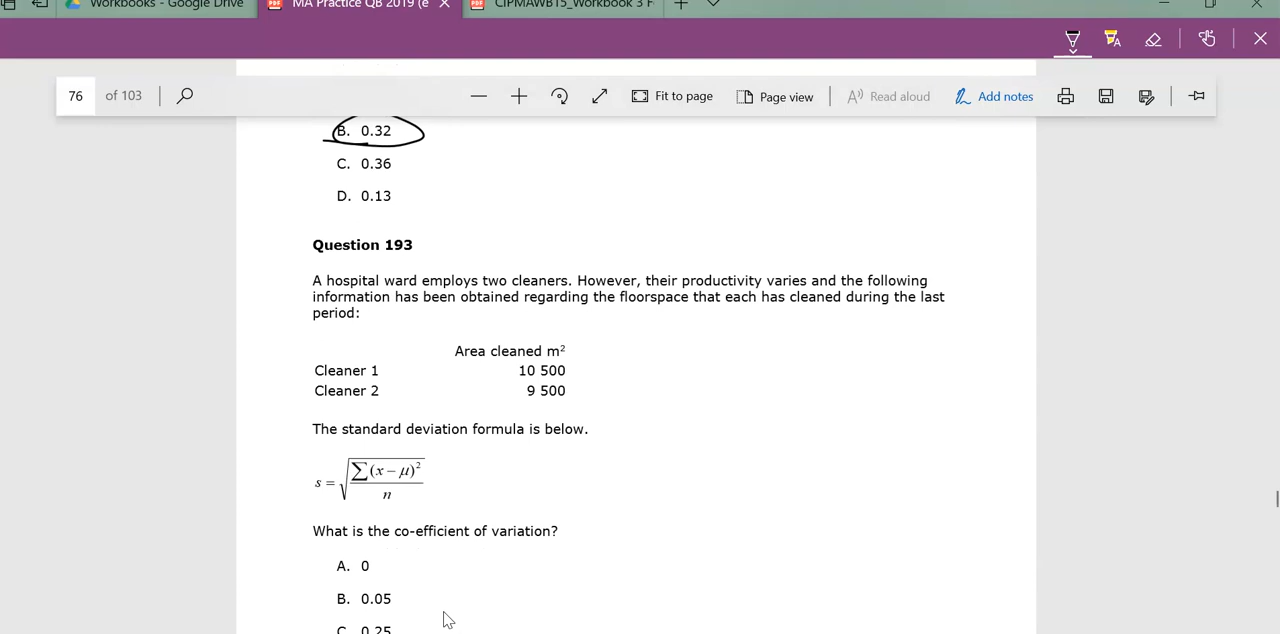 Workbooks - Google Drive
MA Practice QB 2019 (e
CIPMAWB15_Workbook 3 F
76 of 103
Fit to page
Page view
Read aloud
Add notes
B. 0.32
C. 0.36
D. 0.13
Question 193
A hospital ward employs two cleaners. However, their productivity varies and the following
information has been obtained regarding the floorspace that each has cleaned during the last
period:
Area cleaned m²
Cleaner 1 10 500
Cleaner 2 9 500
The standard deviation formula is below.
s = √(∑(x − μ)² / n)
What is the co-efficient of variation?
A. 0
B. 0.05
C. 0.25